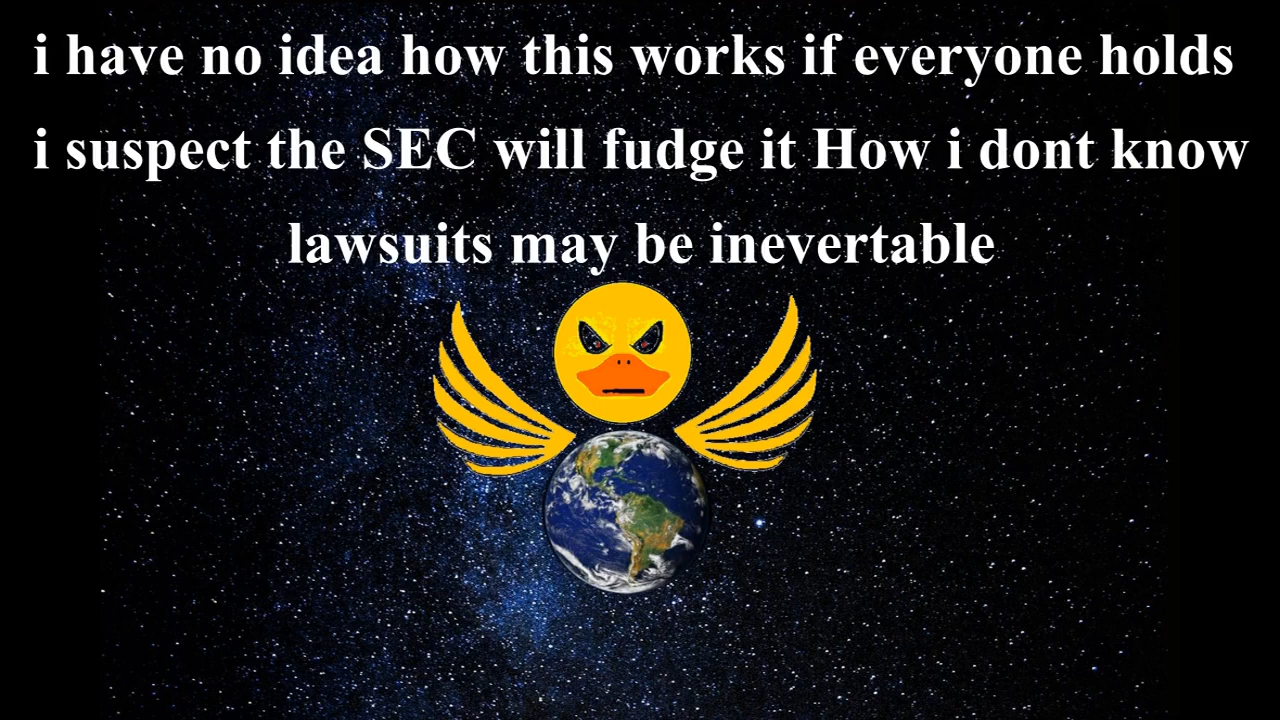 i have no idea how this works if everyone holds
i suspect the SEC will fudge it How i dont know
lawsuits may be inevertable